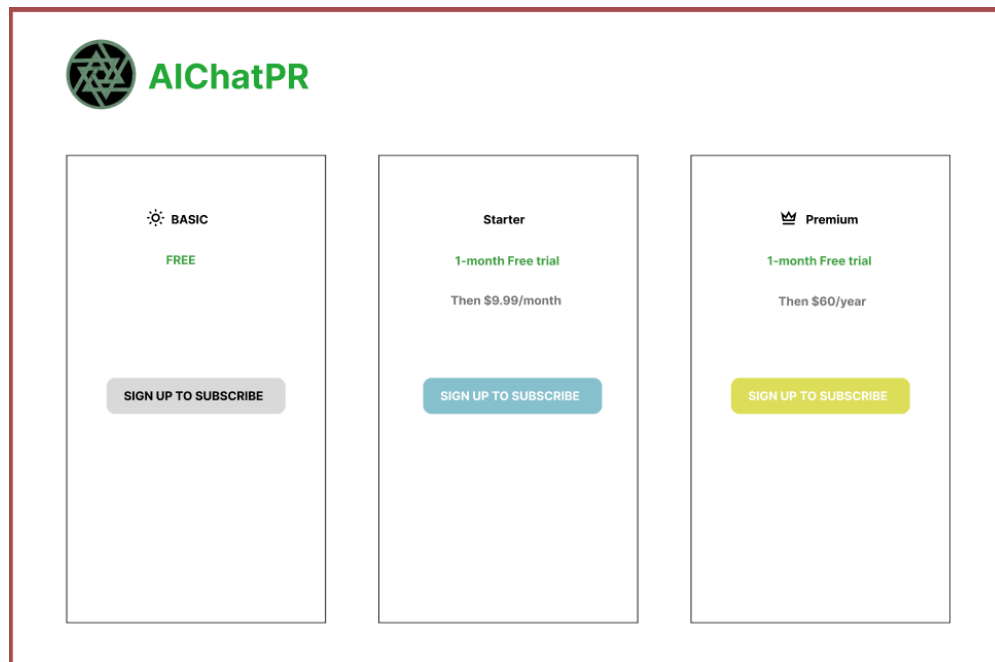 AIChatPR
BASIC
FREE
SIGN UP TO SUBSCRIBE
Starter
1-month Free trial
Then $9.99/month
SIGN UP TO SUBSCRIBE
Premium
1-month Free trial
Then $60/year
SIGN UP TO SUBSCRIBE